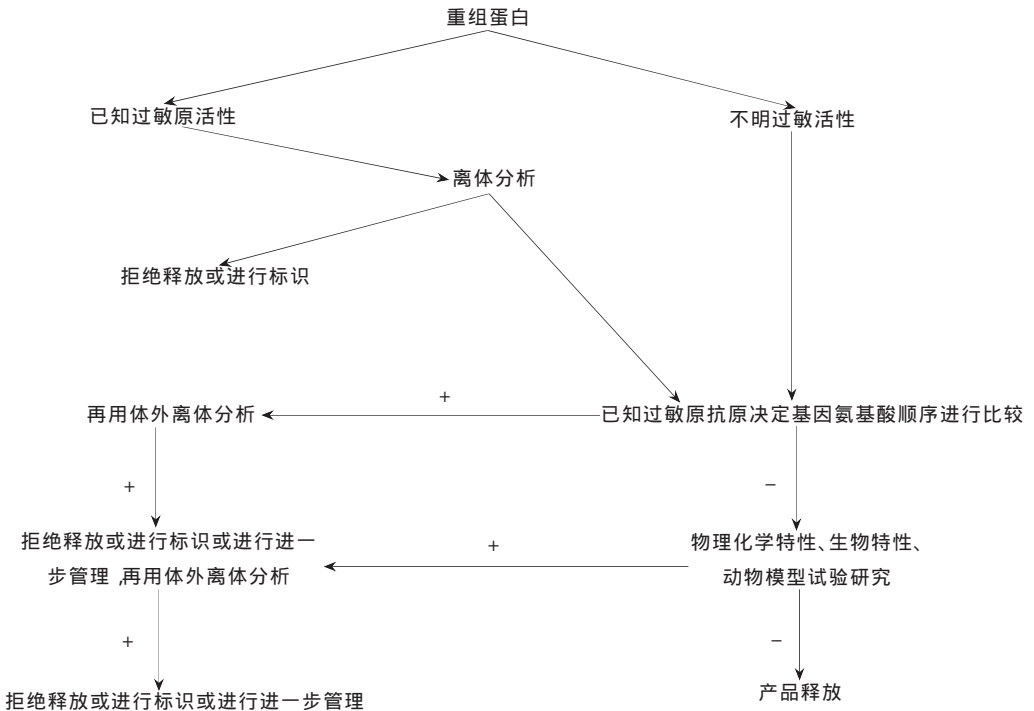 重组蛋白
已知过敏原活性
不明过敏活性
离体分析
拒绝释放或进行标识
+
再用体外离体分析
已知过敏原抗原决定基因氨基酸顺序进行比较
+
−
拒绝释放或进行标识或进行进一
步管理,再用体外离体分析
+
物理化学特性、生物特性、
动物模型试验研究
+
−
拒绝释放或进行标识或进行进一步管理
产品释放